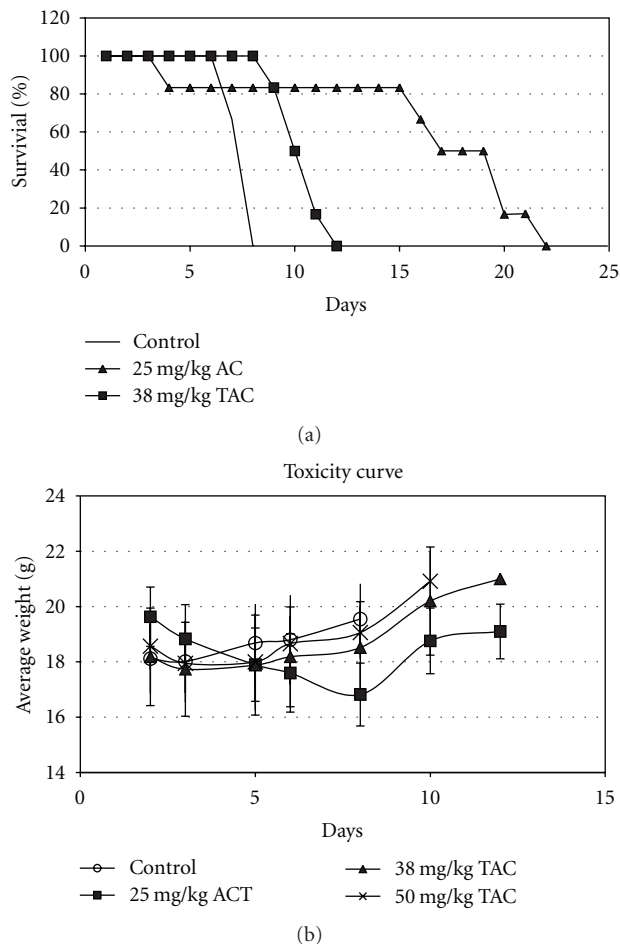 120
100
80
60
40
20
0
Survivial (%)
0 5 10 15 20 25
Days
Control
25 mg/kg AC
38 mg/kg TAC
(a)
Toxicity curve
24
22
20
18
16
14
Average weight (g)
0 5 10 15
Days
Control
25 mg/kg ACT
38 mg/kg TAC
50 mg/kg TAC
(b)